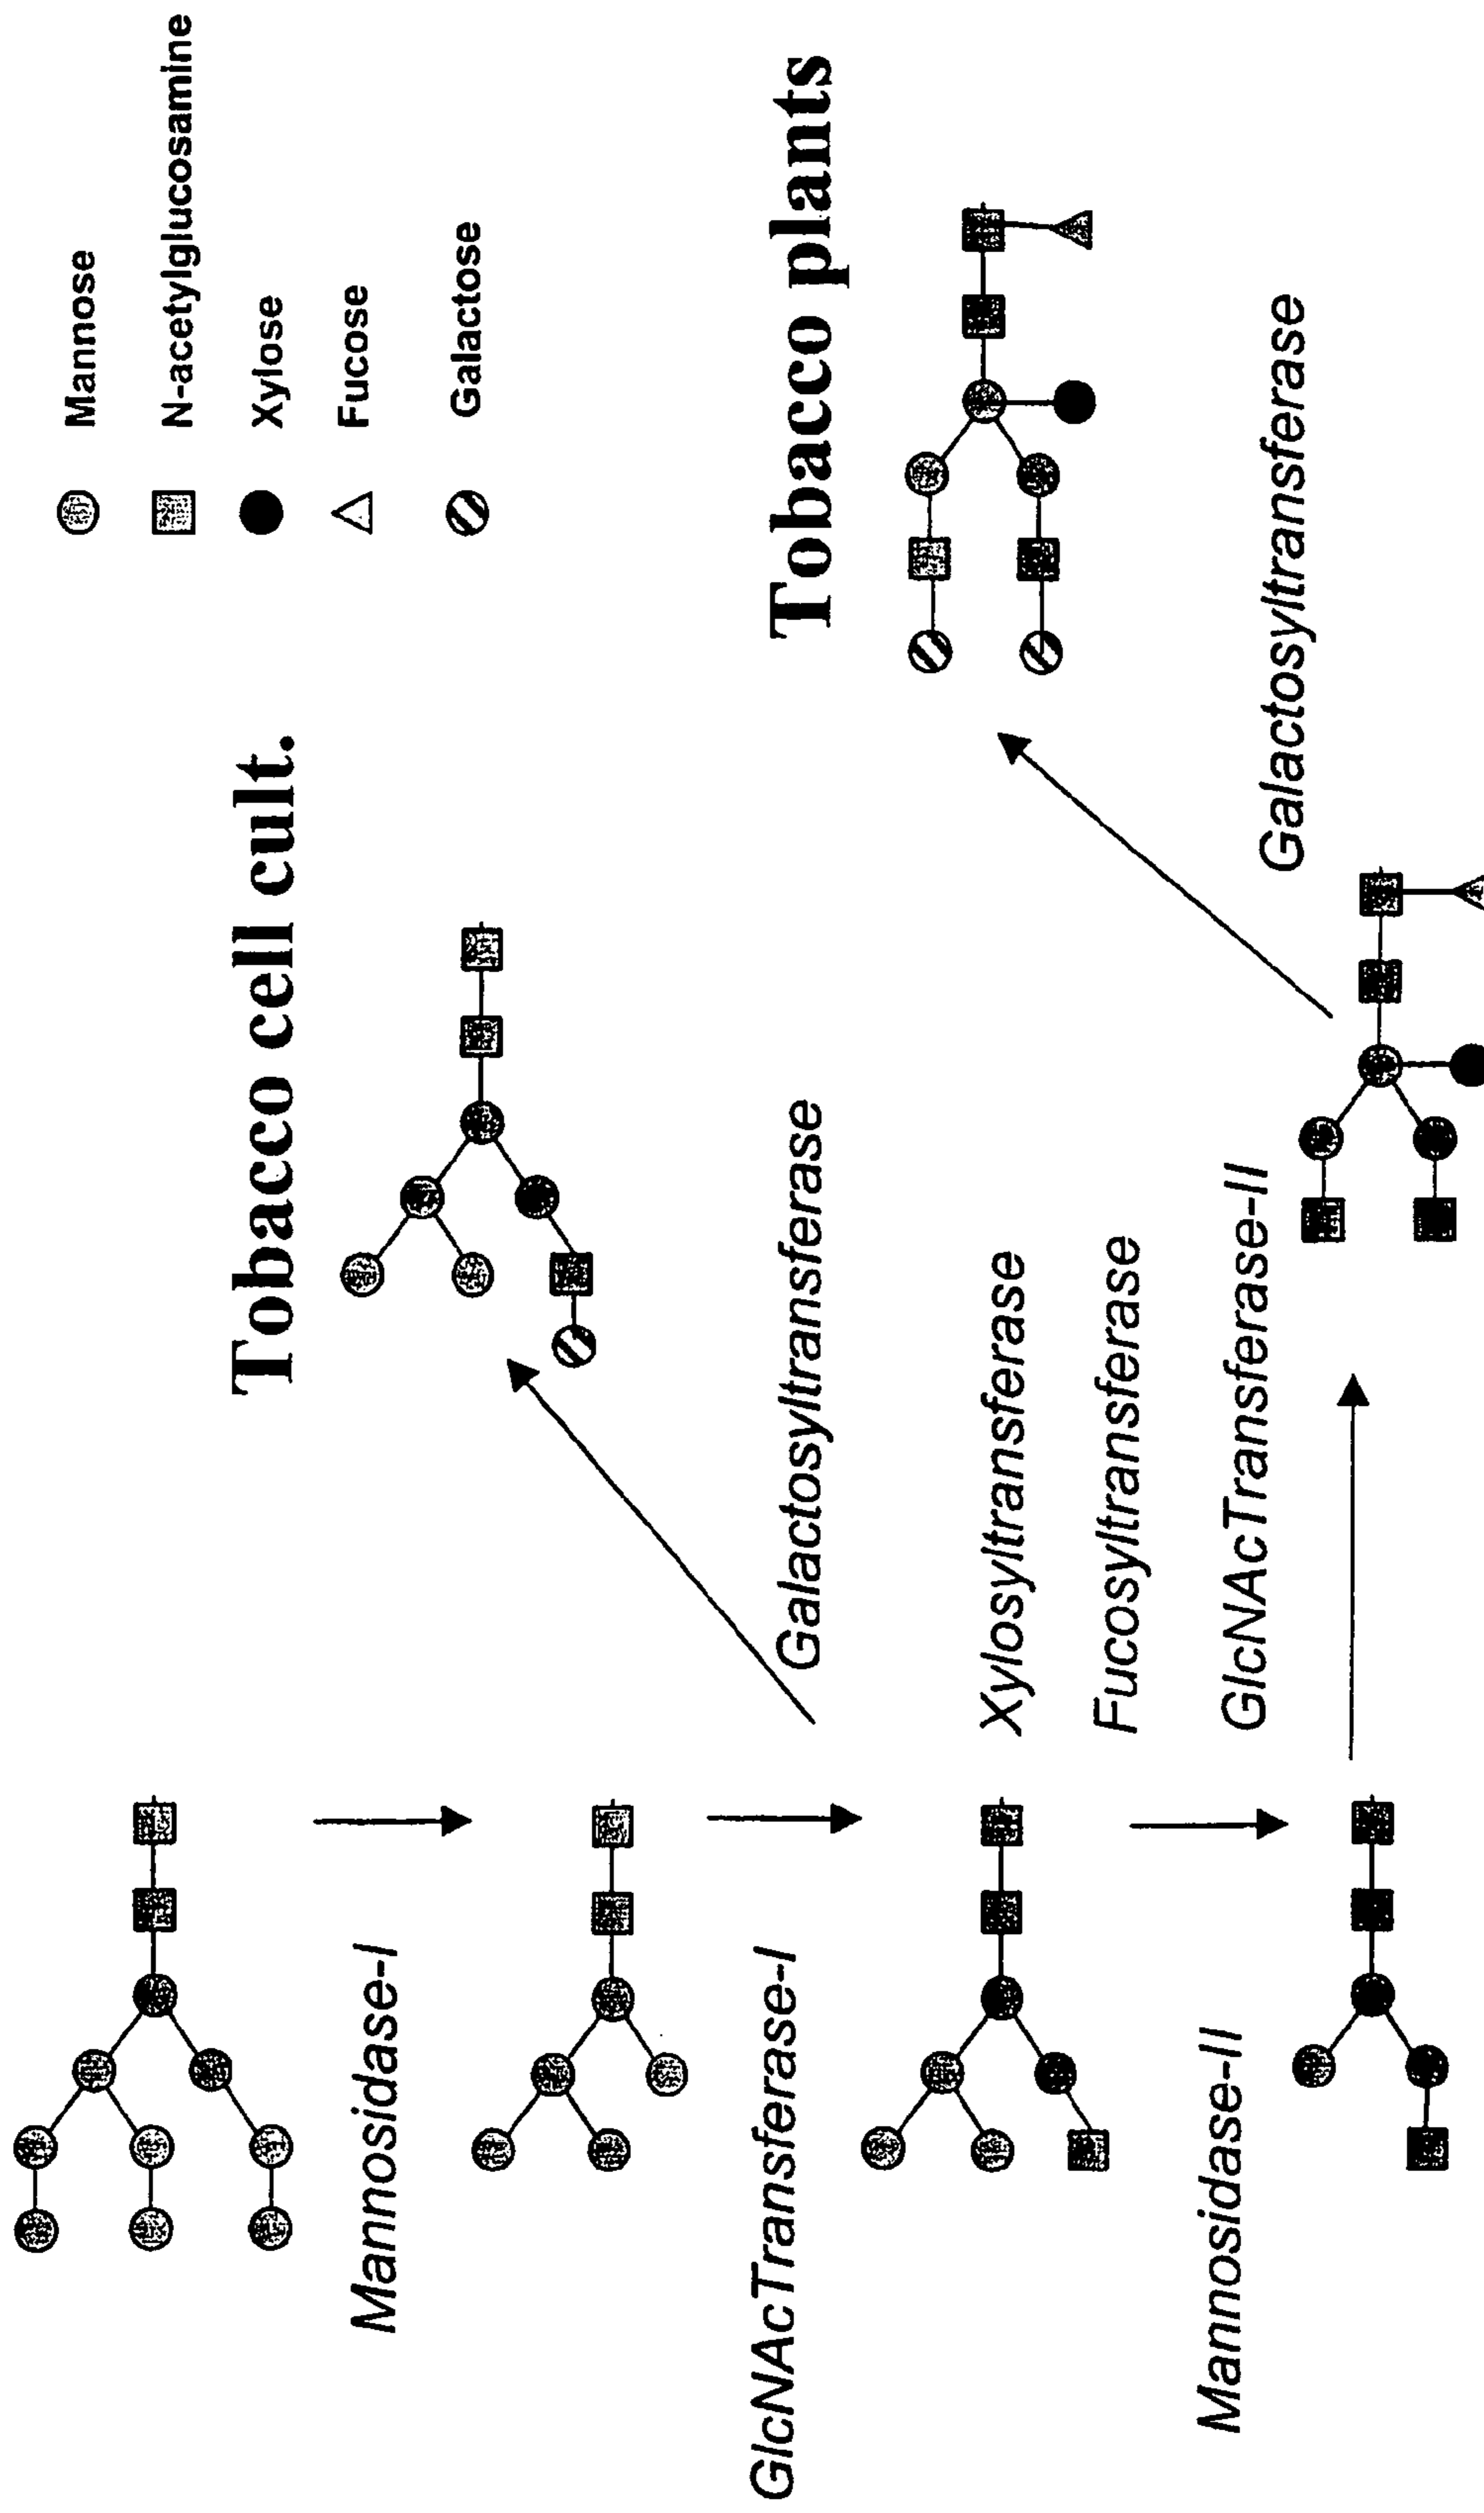 Mannose
N-acetylglucosamine
Xylose
Fucose
Galactose
Tobacco cell cult.
Mannosidase-I
GlcNAcTransferase-I
Galactosyltransferase
Tobacco plants
Xylosyltransferase
Fucosyltransferase
Mannosidase-II
GlcNAcTransferase-II
Galactosyltransferase